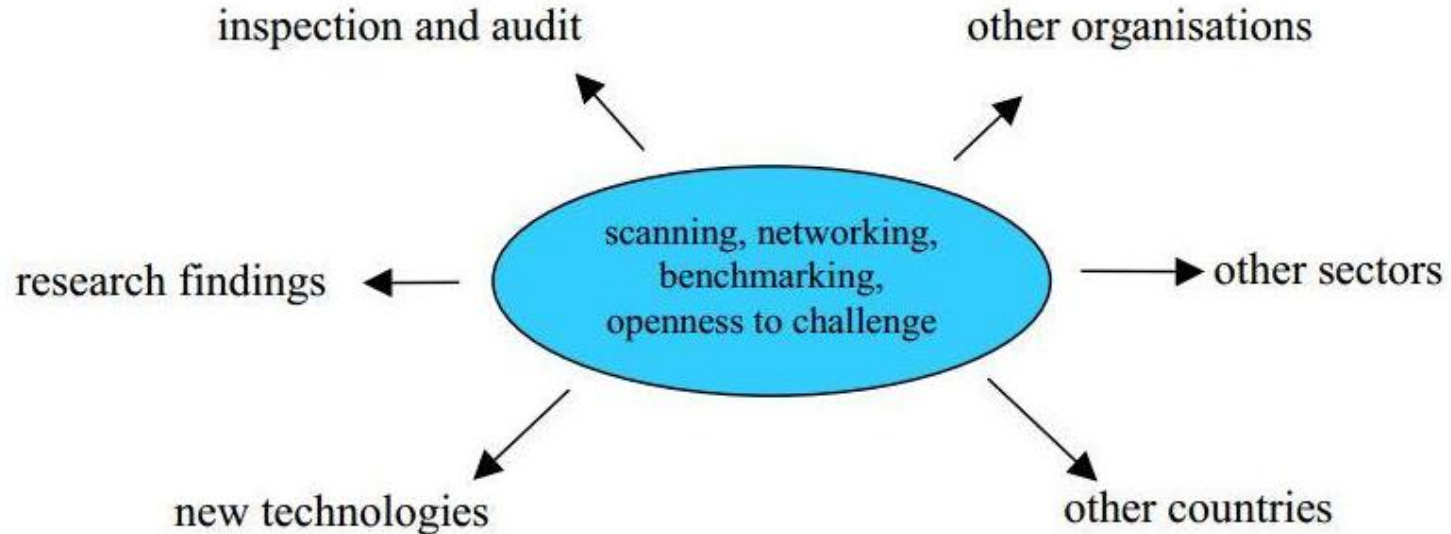 inspection and audit
other organisations
scanning, networking,
benchmarking,
openness to challenge
research findings
other sectors
new technologies
other countries